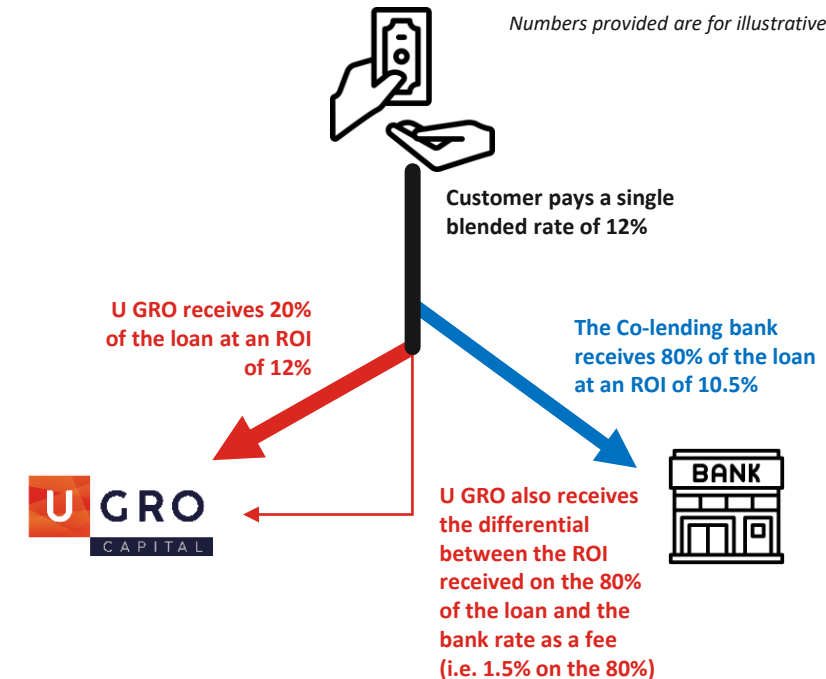 Numbers provided are for illustrative
Customer pays a single
blended rate of 12%
U GRO receives 20%
of the loan at an ROI
of 12%
The Co-lending bank
receives 80% of the loan
at an ROI of 10.5%
BANK
U GRO
CAPITAL
U GRO also receives
the differential
between the ROI
received on the 80%
of the loan and the
bank rate as a fee
(i.e. 1.5% on the 80%)